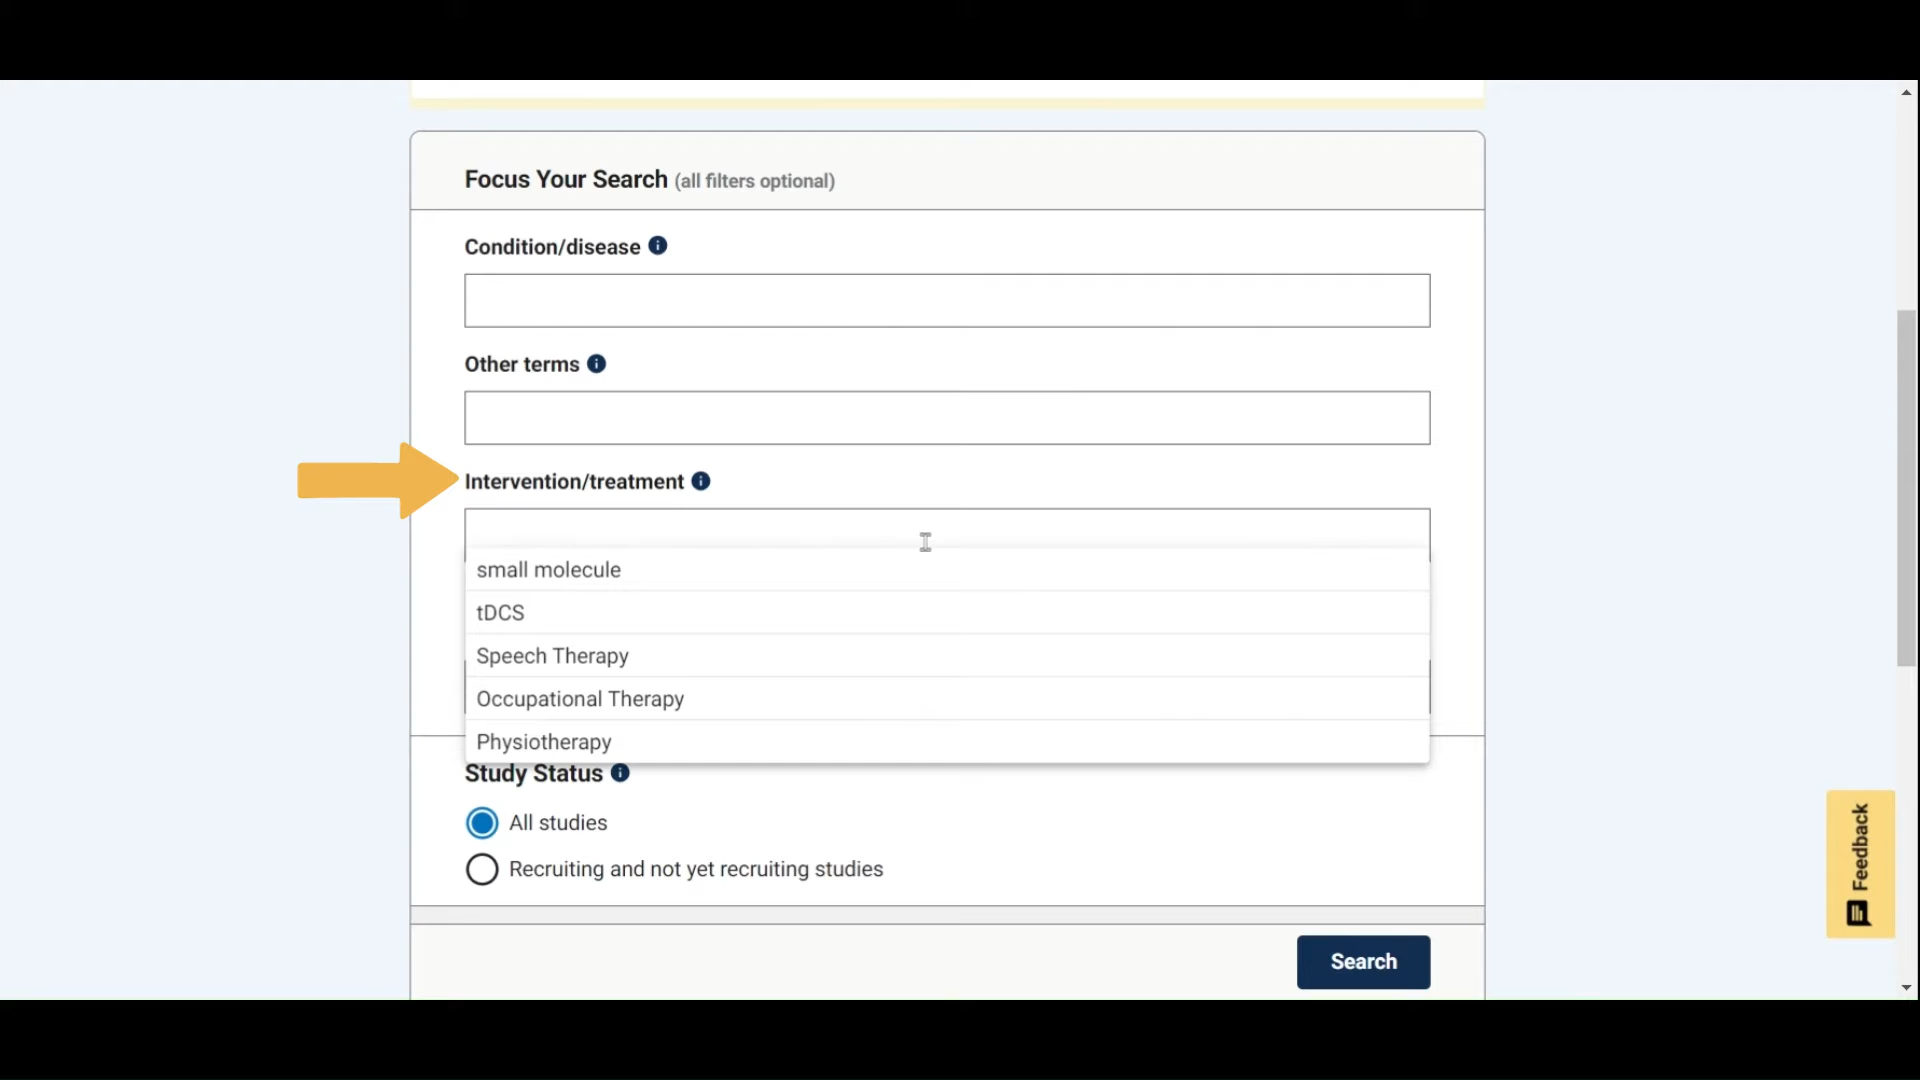 Focus Your Search (all filters optional)
Condition/disease
Other terms
Intervention/treatment
small molecule
tDCS
Speech Therapy
Occupational Therapy
Physiotherapy
Study Status
All studies
Recruiting and not yet recruiting studies
Search
Feedback